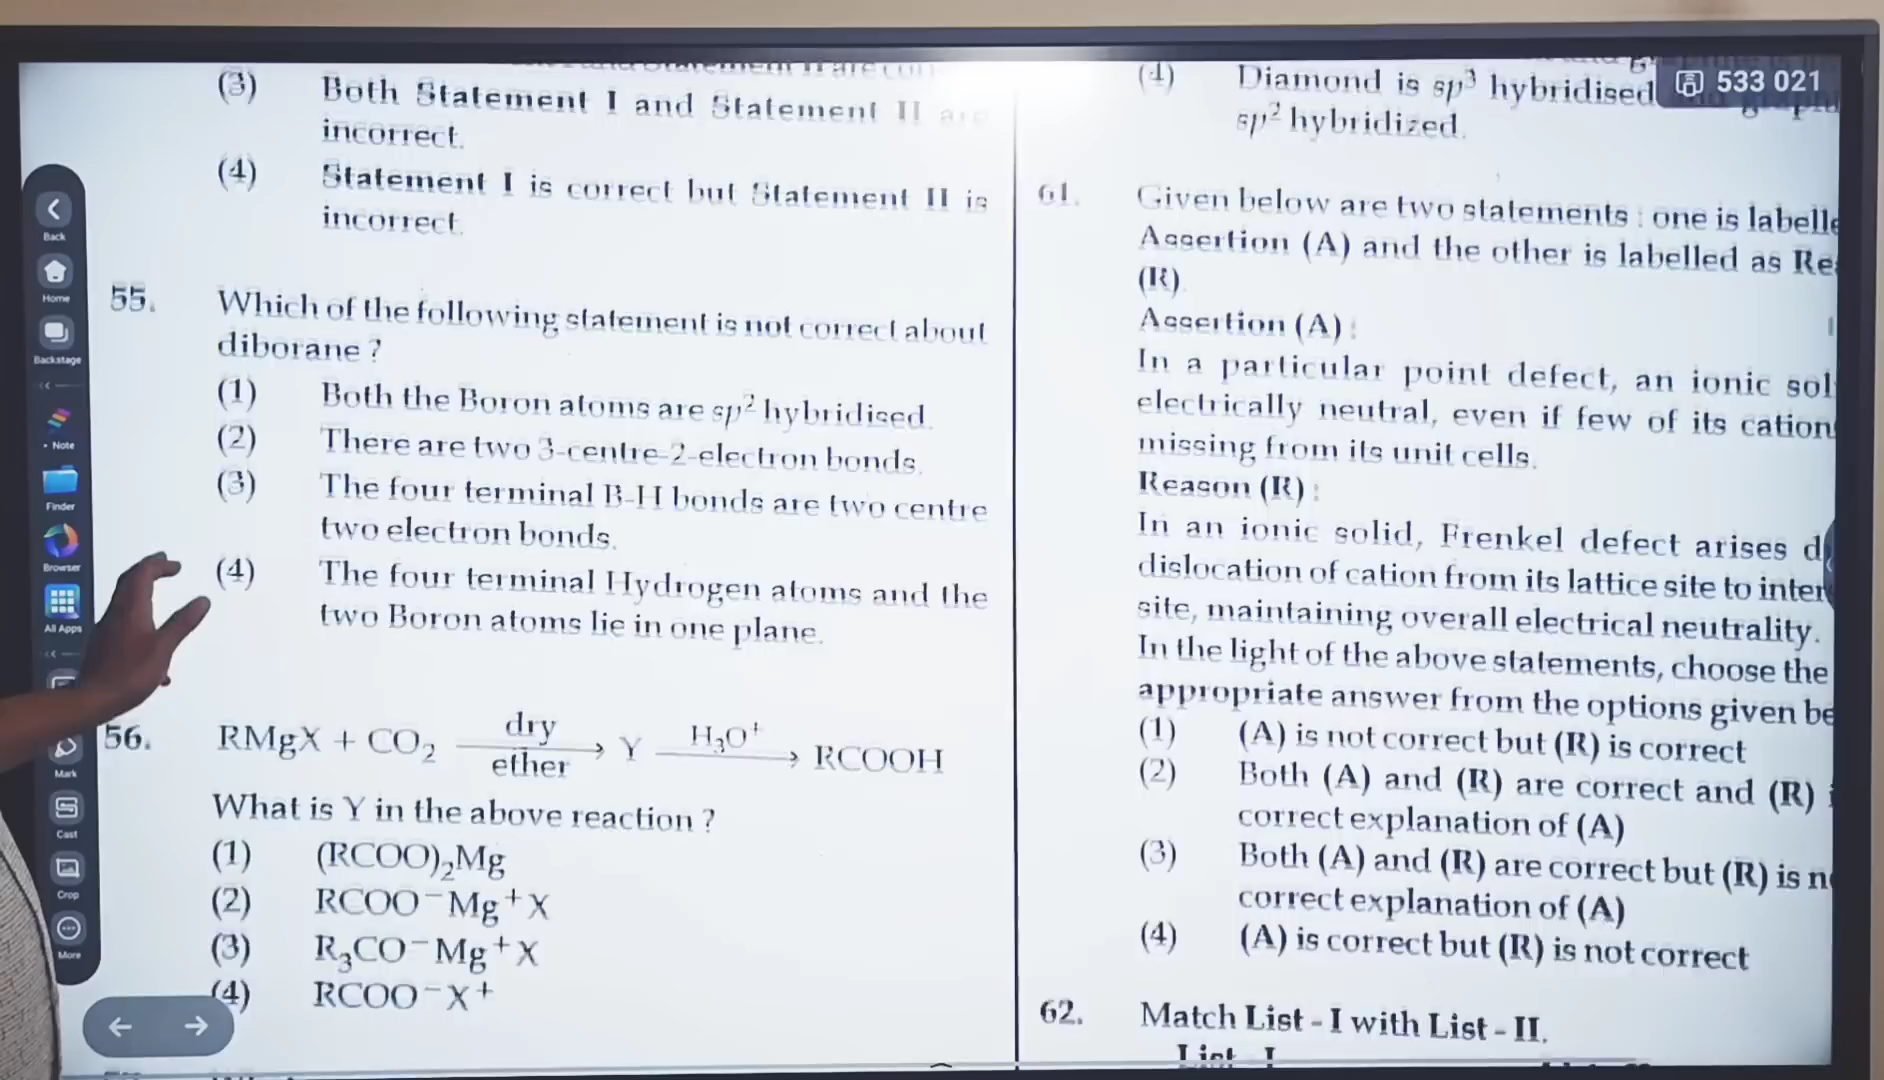 (3) Both Statement I and Statement II are
incorrect.
(4) Statement I is correct but Statement II is
incorrect.
55. Which of the following statement is not correct about
diborane ?
(1) Both the Boron atoms are sp² hybridised.
(2) There are two 3-centre-2-electron bonds.
(3) The four terminal B-H bonds are two centre
two electron bonds.
(4) The four terminal Hydrogen atoms and the
two Boron atoms lie in one plane.
56. RMgX + CO₂ dry ether → Y H₃O⁺ → RCOOH
What is Y in the above reaction ?
(1) (RCOO)₂Mg
(2) RCOO⁻Mg⁺X
(3) R₃CO⁻Mg⁺X
(4) RCOO⁻X⁺
(4) Diamond is sp³ hybridised
sp² hybridized.
61. Given below are two statements : one is labelle
Assertion (A) and the other is labelled as Re
(R).
Assertion (A) :
In a particular point defect, an ionic sol
electrically neutral, even if few of its cation
missing from its unit cells.
Reason (R) :
In an ionic solid, Frenkel defect arises d
dislocation of cation from its lattice site to inter
site, maintaining overall electrical neutrality.
In the light of the above statements, choose the
appropriate answer from the options given be
(1) (A) is not correct but (R) is correct
(2) Both (A) and (R) are correct and (R) i
correct explanation of (A)
(3) Both (A) and (R) are correct but (R) is n
correct explanation of (A)
(4) (A) is correct but (R) is not correct
62. Match List - I with List - II.
List - I
533 021
Back
Home
Backstage
Note
Finder
Browser
All Apps
Mark
Cast
Crop
More